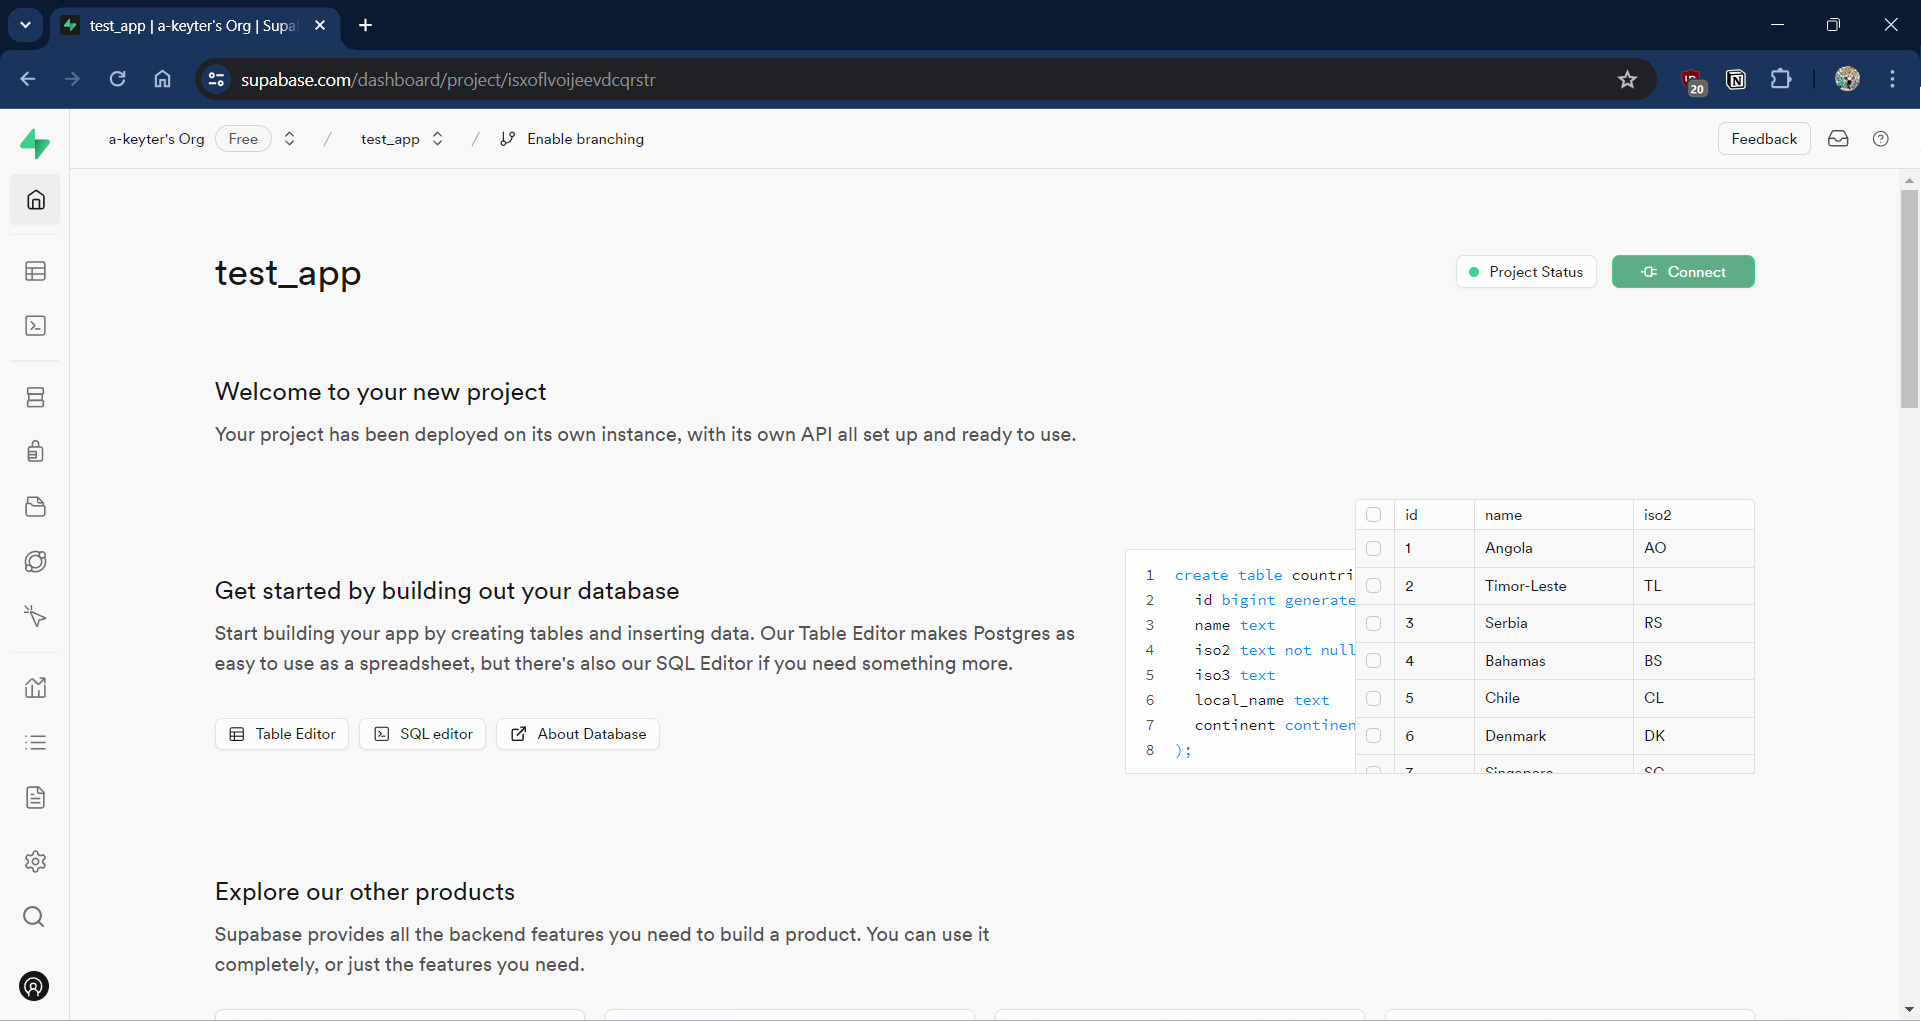 test_app | a-keyter's Org | Supa
supabase.com/dashboard/project/isxoflvoijeevdcqrstr
20
a-keyter's Org Free / test_app / Enable branching
Feedback
test_app
Project Status
Connect
Welcome to your new project
Your project has been deployed on its own instance, with its own API all set up and ready to use.
Get started by building out your database
Start building your app by creating tables and inserting data. Our Table Editor makes Postgres as
easy to use as a spreadsheet, but there's also our SQL Editor if you need something more.
Table Editor
SQL editor
About Database
1 create table countri
2 id bigint generate
3 name text
4 iso2 text not null
5 iso3 text
6 local_name text
7 continent continen
8 );
id name iso2
1 Angola AO
2 Timor-Leste TL
3 Serbia RS
4 Bahamas BS
5 Chile CL
6 Denmark DK
7 Singapore SG
Explore our other products
Supabase provides all the backend features you need to build a product. You can use it
completely, or just the features you need.